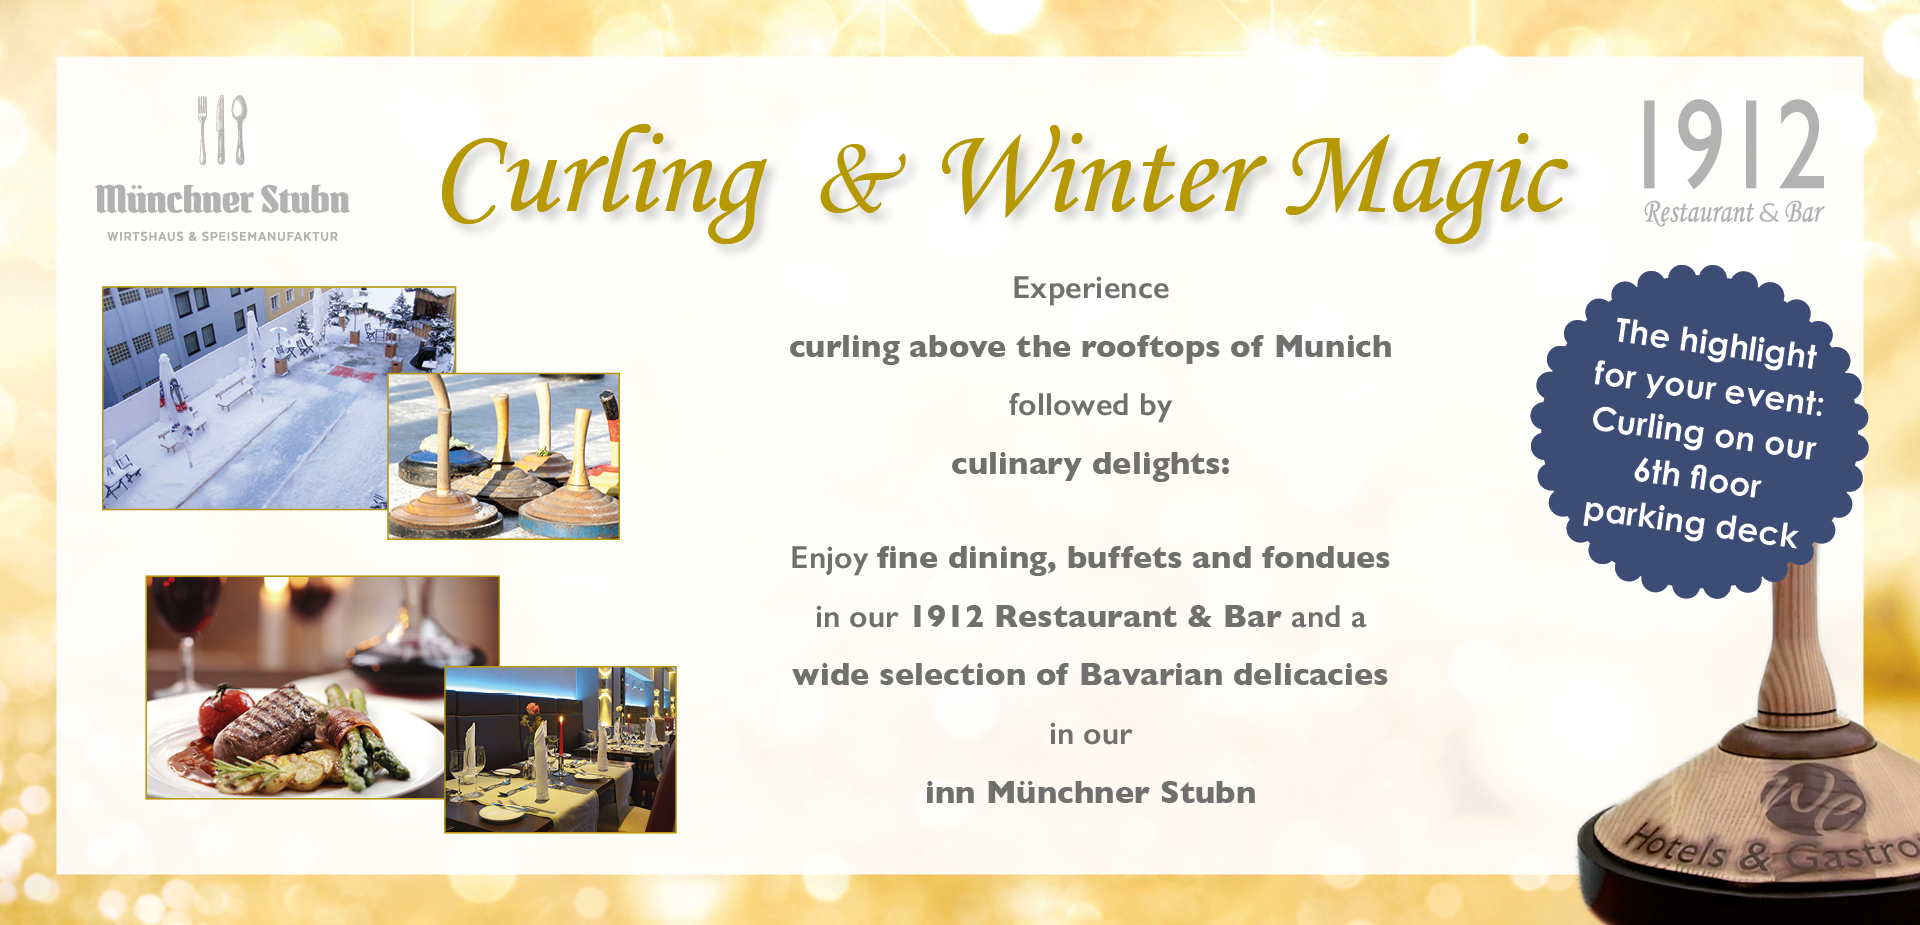 Münchner Stubn
WIRTSHAUS & SPEISEMANUFAKTUR
Curling & Winter Magic
1912
Restaurant & Bar
Experience
curling above the rooftops of Munich
followed by
culinary delights:
Enjoy fine dining, buffets and fondues
in our 1912 Restaurant & Bar and a
wide selection of Bavarian delicacies
in our
inn Münchner Stubn
The highlight
for your event:
Curling on our
6th floor
parking deck
Hotels & Gastro